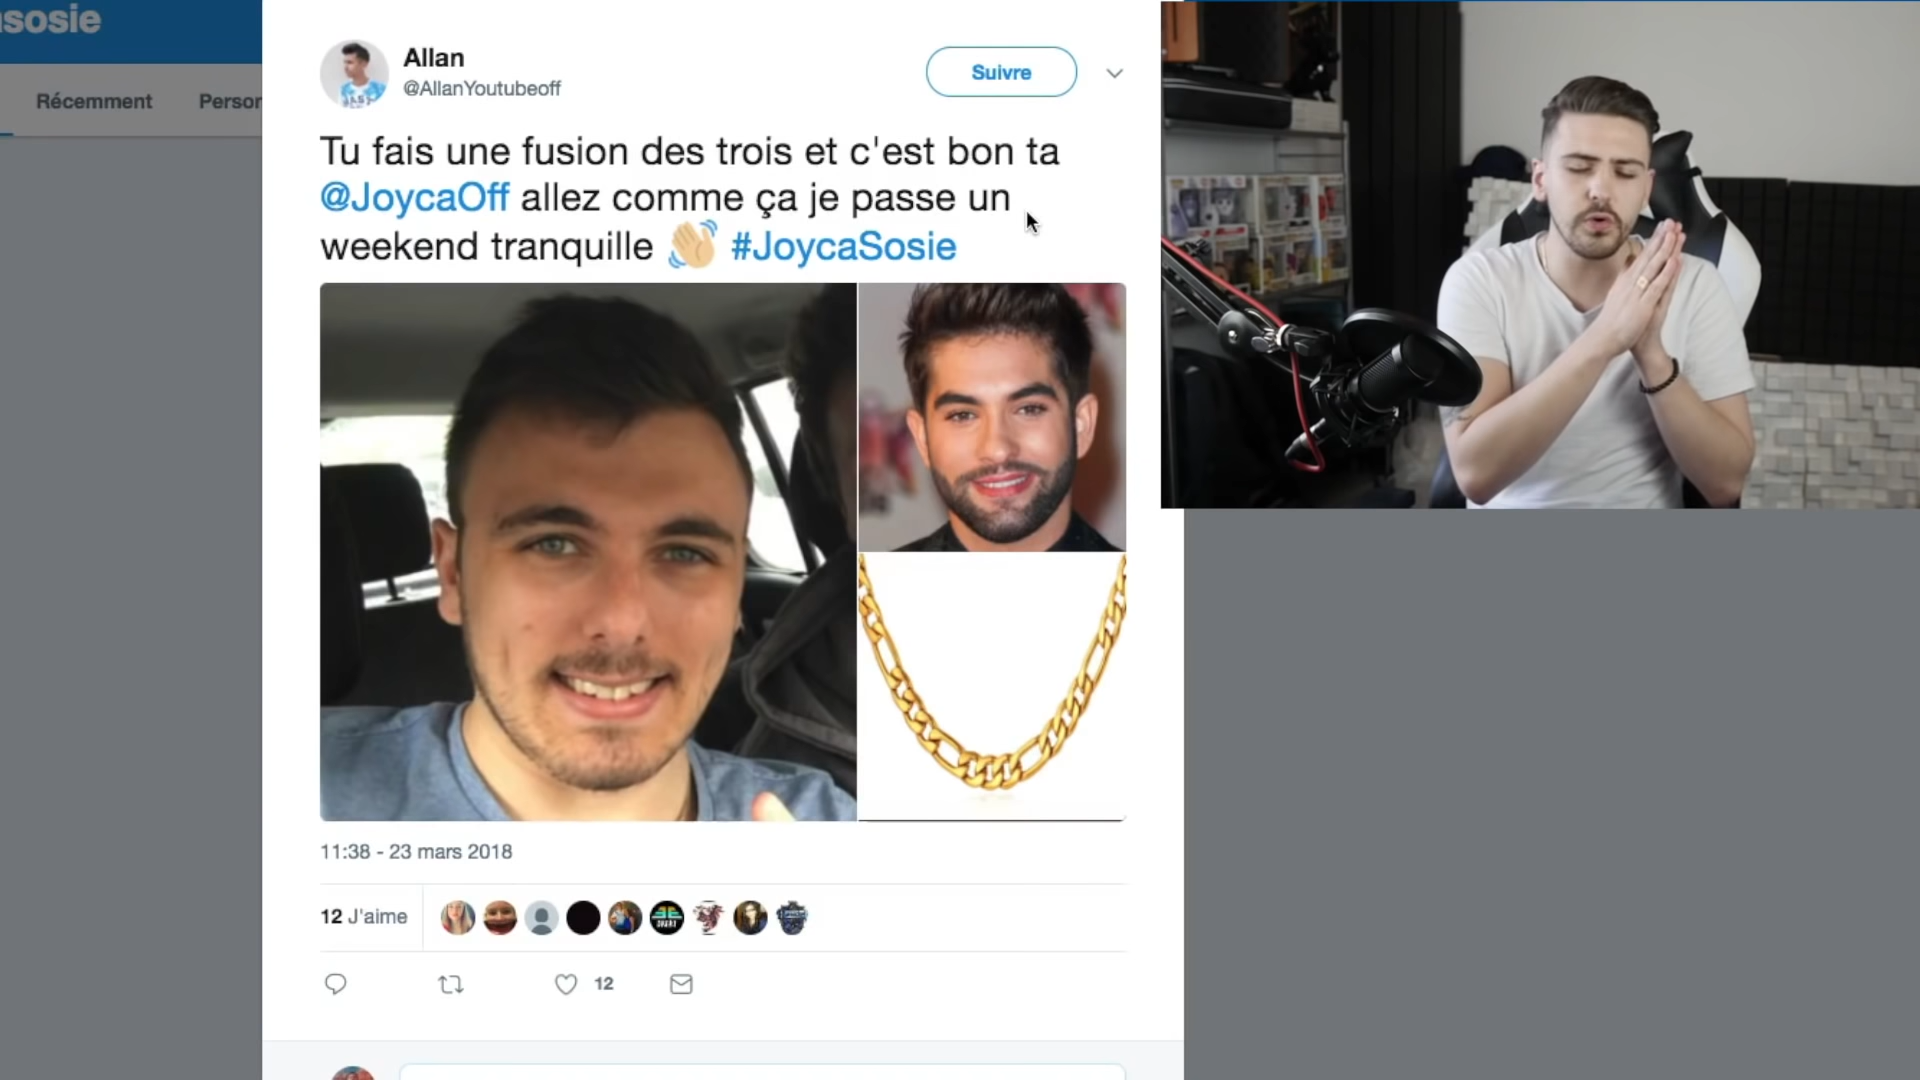 sosie
Récemment
Person
Allan
@AllanYoutubeoff
Suivre
Tu fais une fusion des trois et c'est bon ta
@JoycaOff allez comme ça je passe un
weekend tranquille 👋🏼 #JoycaSosie
11:38 - 23 mars 2018
12 J'aime
12